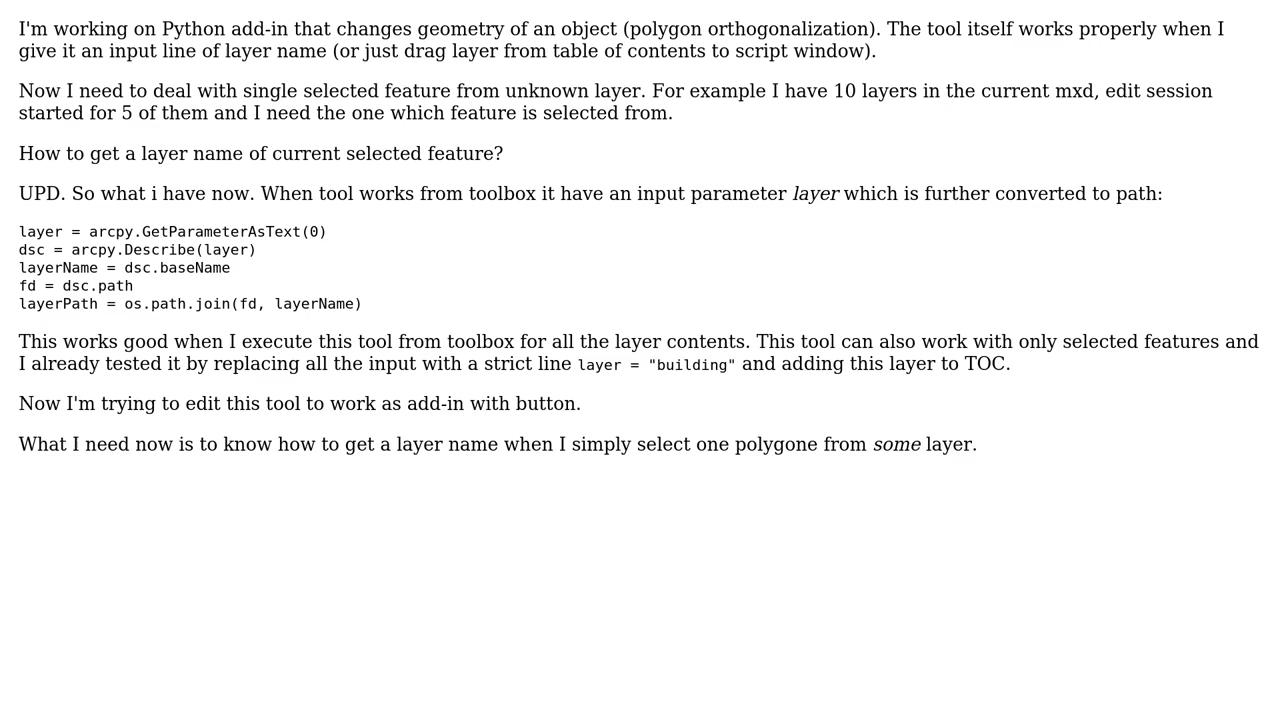 I'm working on Python add-in that changes geometry of an object (polygon orthogonalization). The tool itself works properly when I
give it an input line of layer name (or just drag layer from table of contents to script window).
Now I need to deal with single selected feature from unknown layer. For example I have 10 layers in the current mxd, edit session
started for 5 of them and I need the one which feature is selected from.
How to get a layer name of current selected feature?
UPD. So what i have now. When tool works from toolbox it have an input parameter layer which is further converted to path:
layer = arcpy.GetParameterAsText(0)
dsc = arcpy.Describe(layer)
layerName = dsc.baseName
fd = dsc.path
layerPath = os.path.join(fd, layerName)
This works good when I execute this tool from toolbox for all the layer contents. This tool can also work with only selected features and
I already tested it by replacing all the input with a strict line layer = "building" and adding this layer to TOC.
Now I'm trying to edit this tool to work as add-in with button.
What I need now is to know how to get a layer name when I simply select one polygone from some layer.